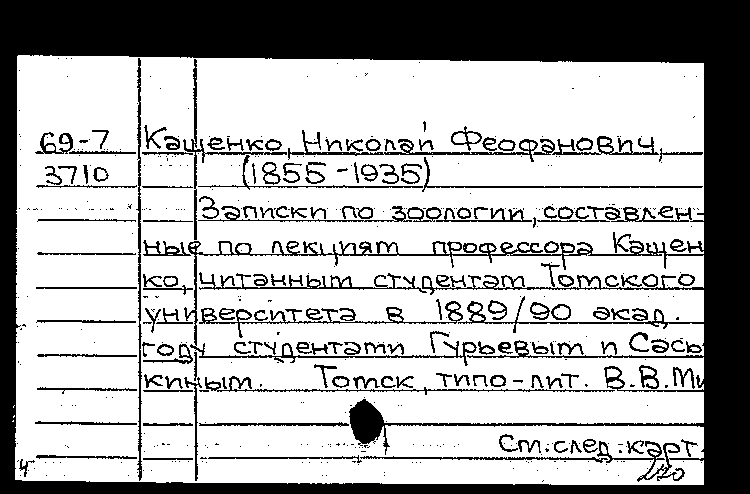 69-7 Кащенко, Николай Феофанович,
3710 (1855-1935)
Записки по зоологии, составлен-
ные по лекциям профессора Кащен
ко, читанным студентам Томского
университета в 1889/90 акад.
году студентами Гурьевым и Сась
киным. Томск, типо-лит. В.В.Ми
См.след.карт.